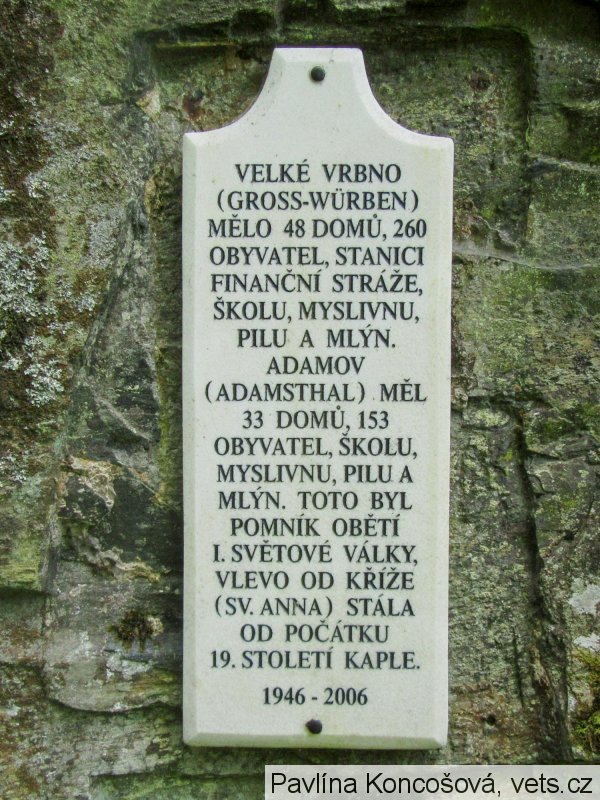 VELKÉ VRBNO
(GROSS-WÜRBEN)
MĚLO 48 DOMŮ, 260
OBYVATEL, STANICI
FINANČNÍ STRÁŽE,
ŠKOLU, MYSLIVNU,
PILU A MLÝN.
ADAMOV
(ADAMSTHAL) MĚL
33 DOMŮ, 153
OBYVATEL, ŠKOLU,
MYSLIVNU, PILU A
MLÝN. TOTO BYL
POMNÍK OBĚTÍ
I. SVĚTOVÉ VÁLKY,
VLEVO OD KŘÍŽE
(SV. ANNA) STÁLA
OD POČÁTKU
19. STOLETÍ KAPLE.
1946 - 2006
Pavlína Koncošová, vets.cz